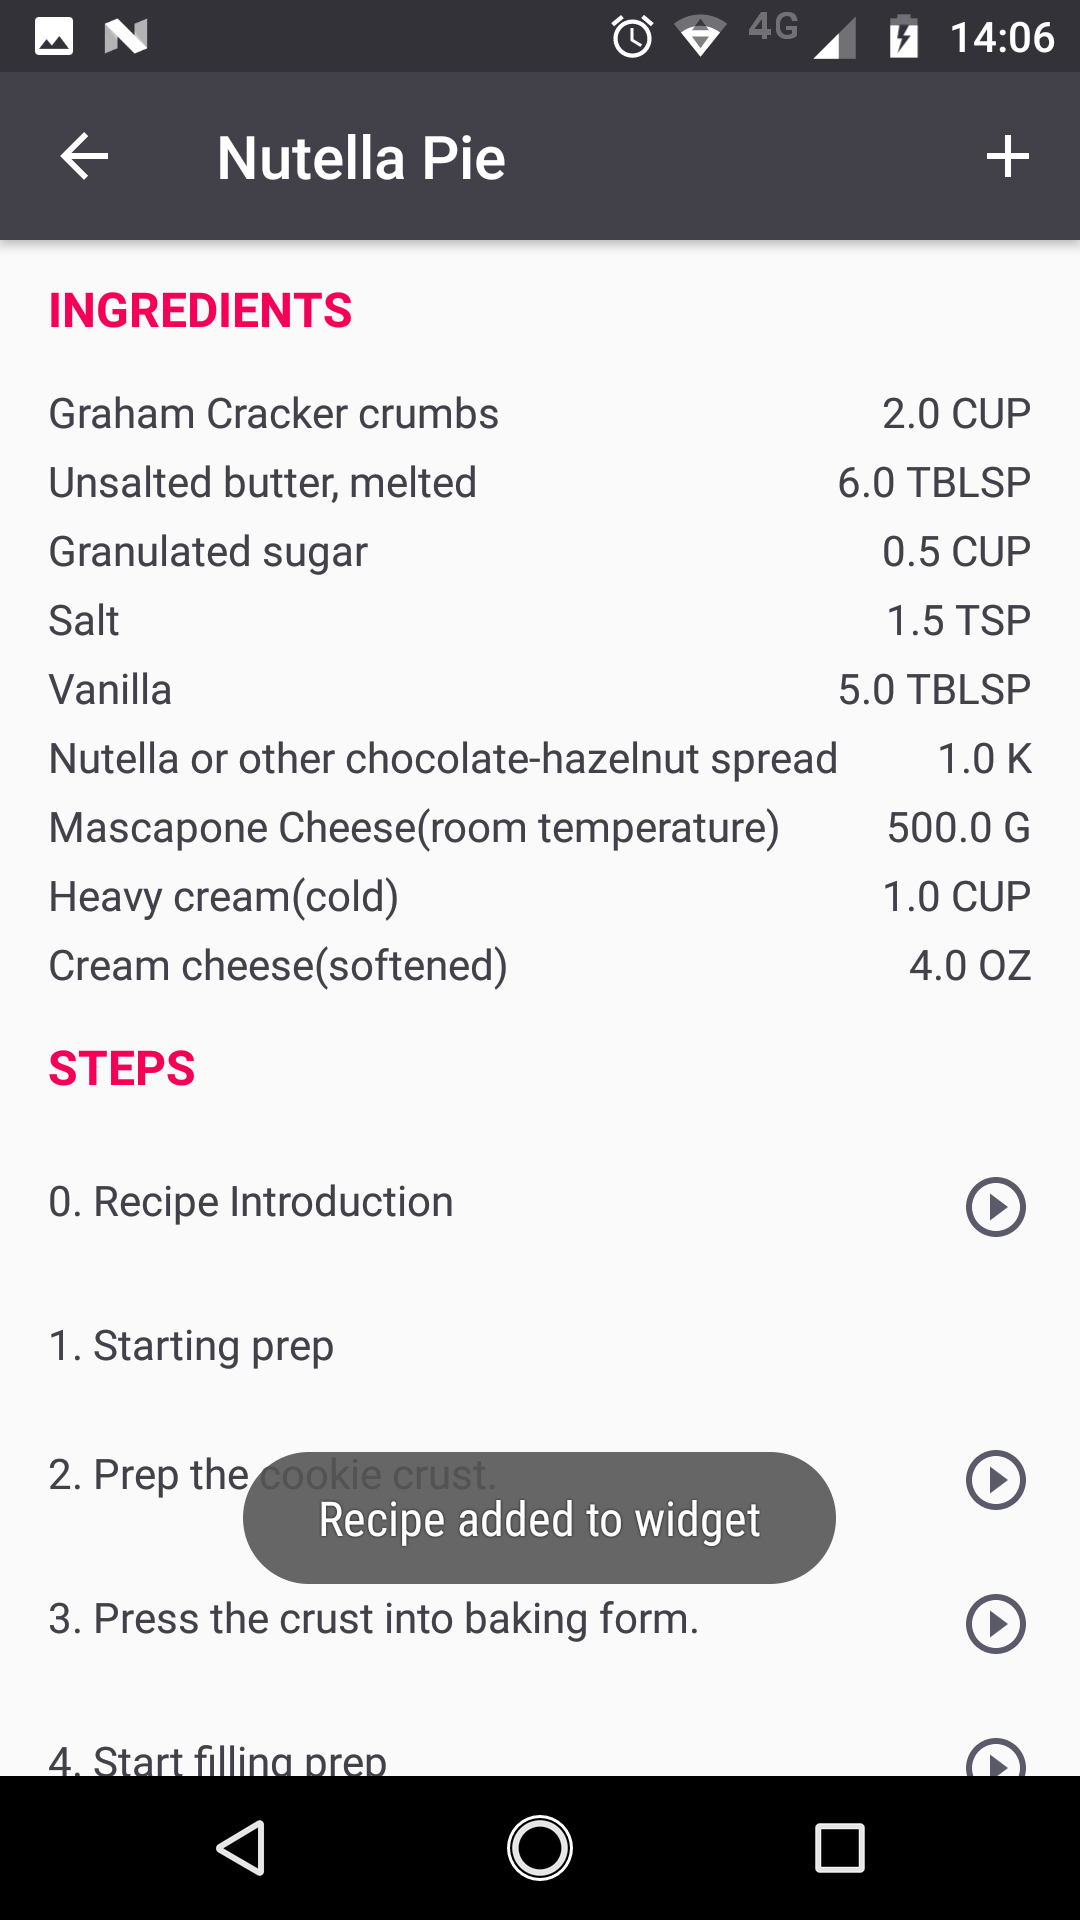 4G 14:06
Nutella Pie
INGREDIENTS
Graham Cracker crumbs 2.0 CUP
Unsalted butter, melted 6.0 TBLSP
Granulated sugar 0.5 CUP
Salt 1.5 TSP
Vanilla 5.0 TBLSP
Nutella or other chocolate-hazelnut spread 1.0 K
Mascapone Cheese(room temperature) 500.0 G
Heavy cream(cold) 1.0 CUP
Cream cheese(softened) 4.0 OZ
STEPS
0. Recipe Introduction
1. Starting prep
2. Prep the cookie crust.
Recipe added to widget
3. Press the crust into baking form.
4. Start filling prep